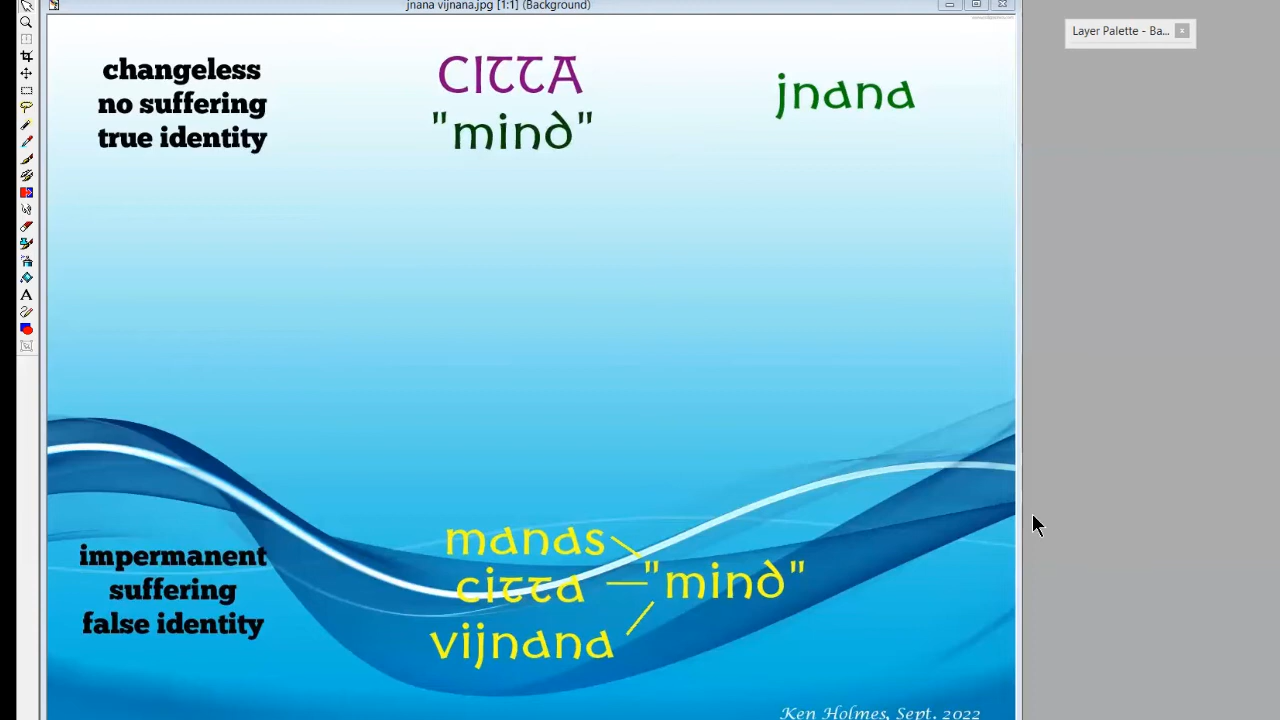 jnana vijnana.jpg [1:1] (Background)
Layer Palette - Ba...
changeless
no suffering
true identity
CITTA
"mind"
jnana
impermanent
suffering
false identity
manas
citta
vijnana
"mind"
Ken Holmes, Sept. 2022